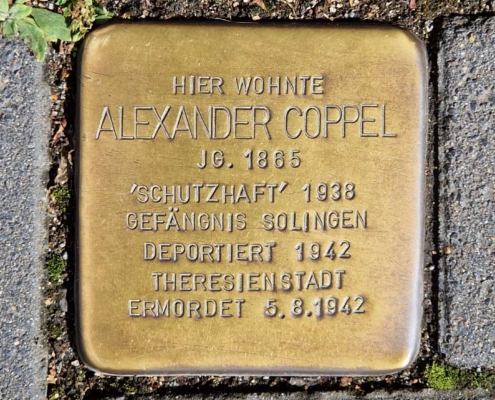 HIER WOHNTE
ALEXANDER COPPEL
JG. 1865
'SCHUTZHAFT' 1938
GEFÄNGNIS SOLINGEN
DEPORTIERT 1942
THERESIENSTADT
ERMORDET 5.8.1942